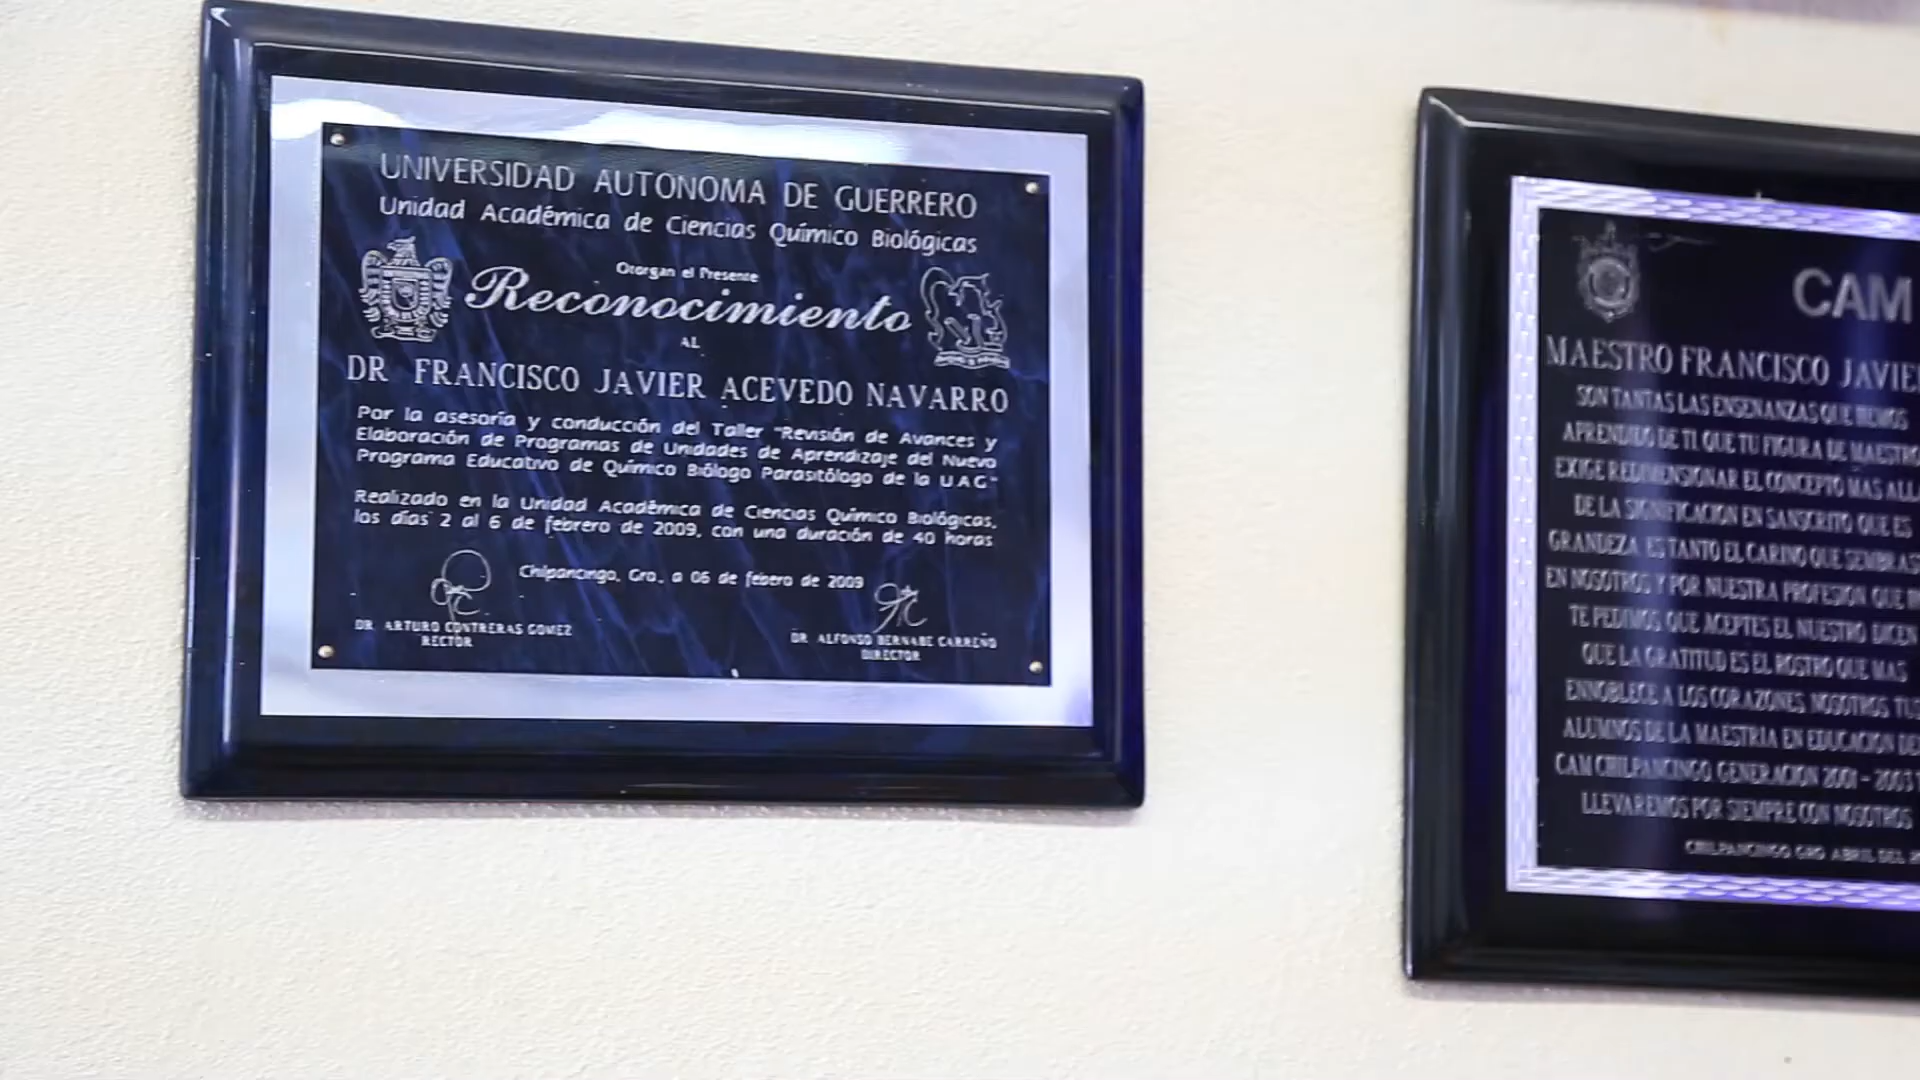 UNIVERSIDAD AUTONOMA DE GUERRERO
Unidad Académica de Ciencias Químico Biológicas
Otorgan el Presente
Reconocimiento
AL
DR FRANCISCO JAVIER ACEVEDO NAVARRO
Por la asesoría y conducción del Taller "Revisión de Avances y
Elaboración de Programas de Unidades de Aprendizaje del Nuevo
Programa Educativo de Químico Biólogo Parasitólogo de la U A G"
Realizado en la Unidad Académica de Ciencias Químico Biológicas,
los días 2 al 6 de febrero de 2009, con una duración de 40 horas
Chilpancingo, Gro., a 06 de febero de 2009
DR. ARTURO CONTRERAS GOMEZ
RECTOR
DR. ALFONSO BERNABE CARREÑO
DIRECTOR
CAM
MAESTRO FRANCISCO JAVIE
SON TANTAS LAS ENSENANZAS QUE HEMOS
APRENDIDO DE TI QUE TU FIGURA DE MAESTRO
EXIGE REDIMENSIONAR EL CONCEPTO MAS ALLA
DE LA SIGNIFICACION EN SANSCRITO QUE ES
GRANDEZA ES TANTO EL CARINO QUE SEMBRAS
EN NOSOTROS Y POR NUESTRA PROFESION QUE
TE PEDIMOS QUE ACEPTES EL NUESTRO DICEN
QUE LA GRATITUD ES EL ROSTRO QUE MAS
ENNOBLECE A LOS CORAZONES NOSOTROS TUS
ALUMNOS DE LA MAESTRIA EN EDUCACION DE
CAM CHILPANCINGO GENERACION 2001 - 2003
LLEVAREMOS POR SIEMPRE CON NOSOTROS
CHILPANCINGO GRO ABRIL DEL